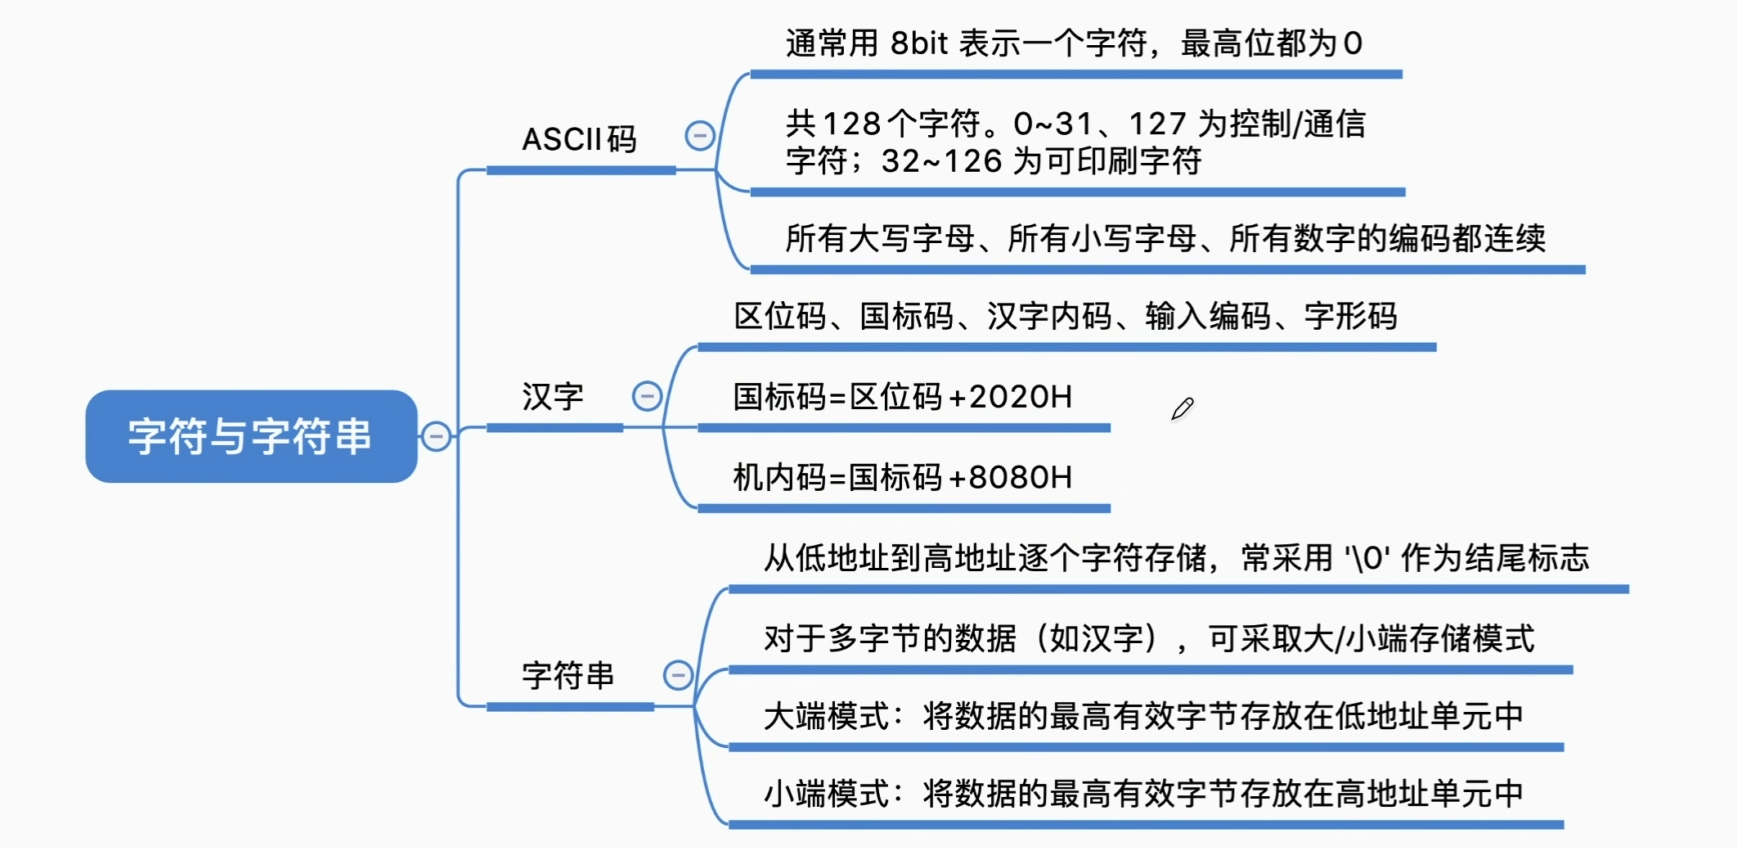 通常用 8bit 表示一个字符，最高位都为0
ASCII码
共128个字符。0~31、127 为控制/通信
字符；32~126 为可印刷字符
所有大写字母、所有小写字母、所有数字的编码都连续
区位码、国标码、汉字内码、输入编码、字形码
汉字
国标码=区位码+2020H
字符与字符串
机内码=国标码+8080H
从低地址到高地址逐个字符存储，常采用 '\0' 作为结尾标志
对于多字节的数据（如汉字），可采取大/小端存储模式
字符串
大端模式：将数据的最高有效字节存放在低地址单元中
小端模式：将数据的最高有效字节存放在高地址单元中